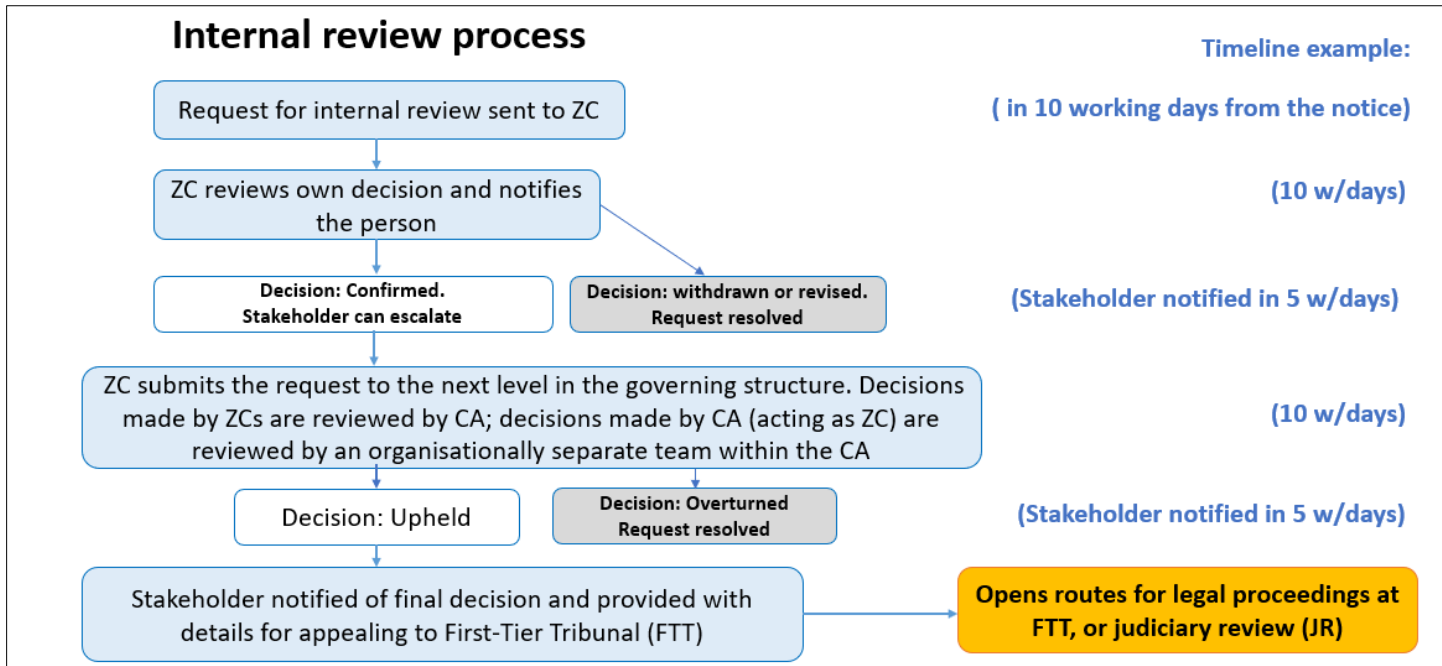 Internal review process
Timeline example:
Request for internal review sent to ZC
( in 10 working days from the notice)
ZC reviews own decision and notifies
the person
(10 w/days)
Decision: Confirmed.
Stakeholder can escalate
Decision: withdrawn or revised.
Request resolved
(Stakeholder notified in 5 w/days)
ZC submits the request to the next level in the governing structure. Decisions
made by ZCs are reviewed by CA; decisions made by CA (acting as ZC) are
reviewed by an organisationally separate team within the CA
(10 w/days)
Decision: Upheld
Decision: Overturned
Request resolved
(Stakeholder notified in 5 w/days)
Stakeholder notified of final decision and provided with
details for appealing to First-Tier Tribunal (FTT)
Opens routes for legal proceedings at
FTT, or judiciary review (JR)